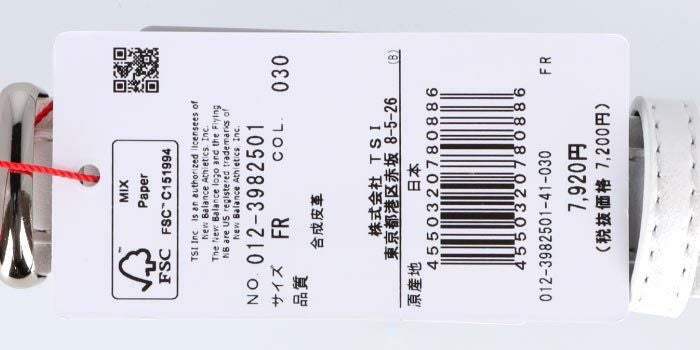 MIX
Paper
FSC™ C151994
FSC
TSI Inc. is an authorized licensees of
New Balance Athletics, Inc.
The New Balance logo and the Flying
NB are US registered trademarks of
New Balance Athletics, Inc.
NO. 012-3982501
サイズ FR COL. 030
品質
合成皮革
株式会社 TSI
東京都港区赤坂 8-5-26 (8)
原産地 日本
4550320780886
4550320780886
012-3982501-41-030 FR
7,920円
(税抜価格 7,200円)